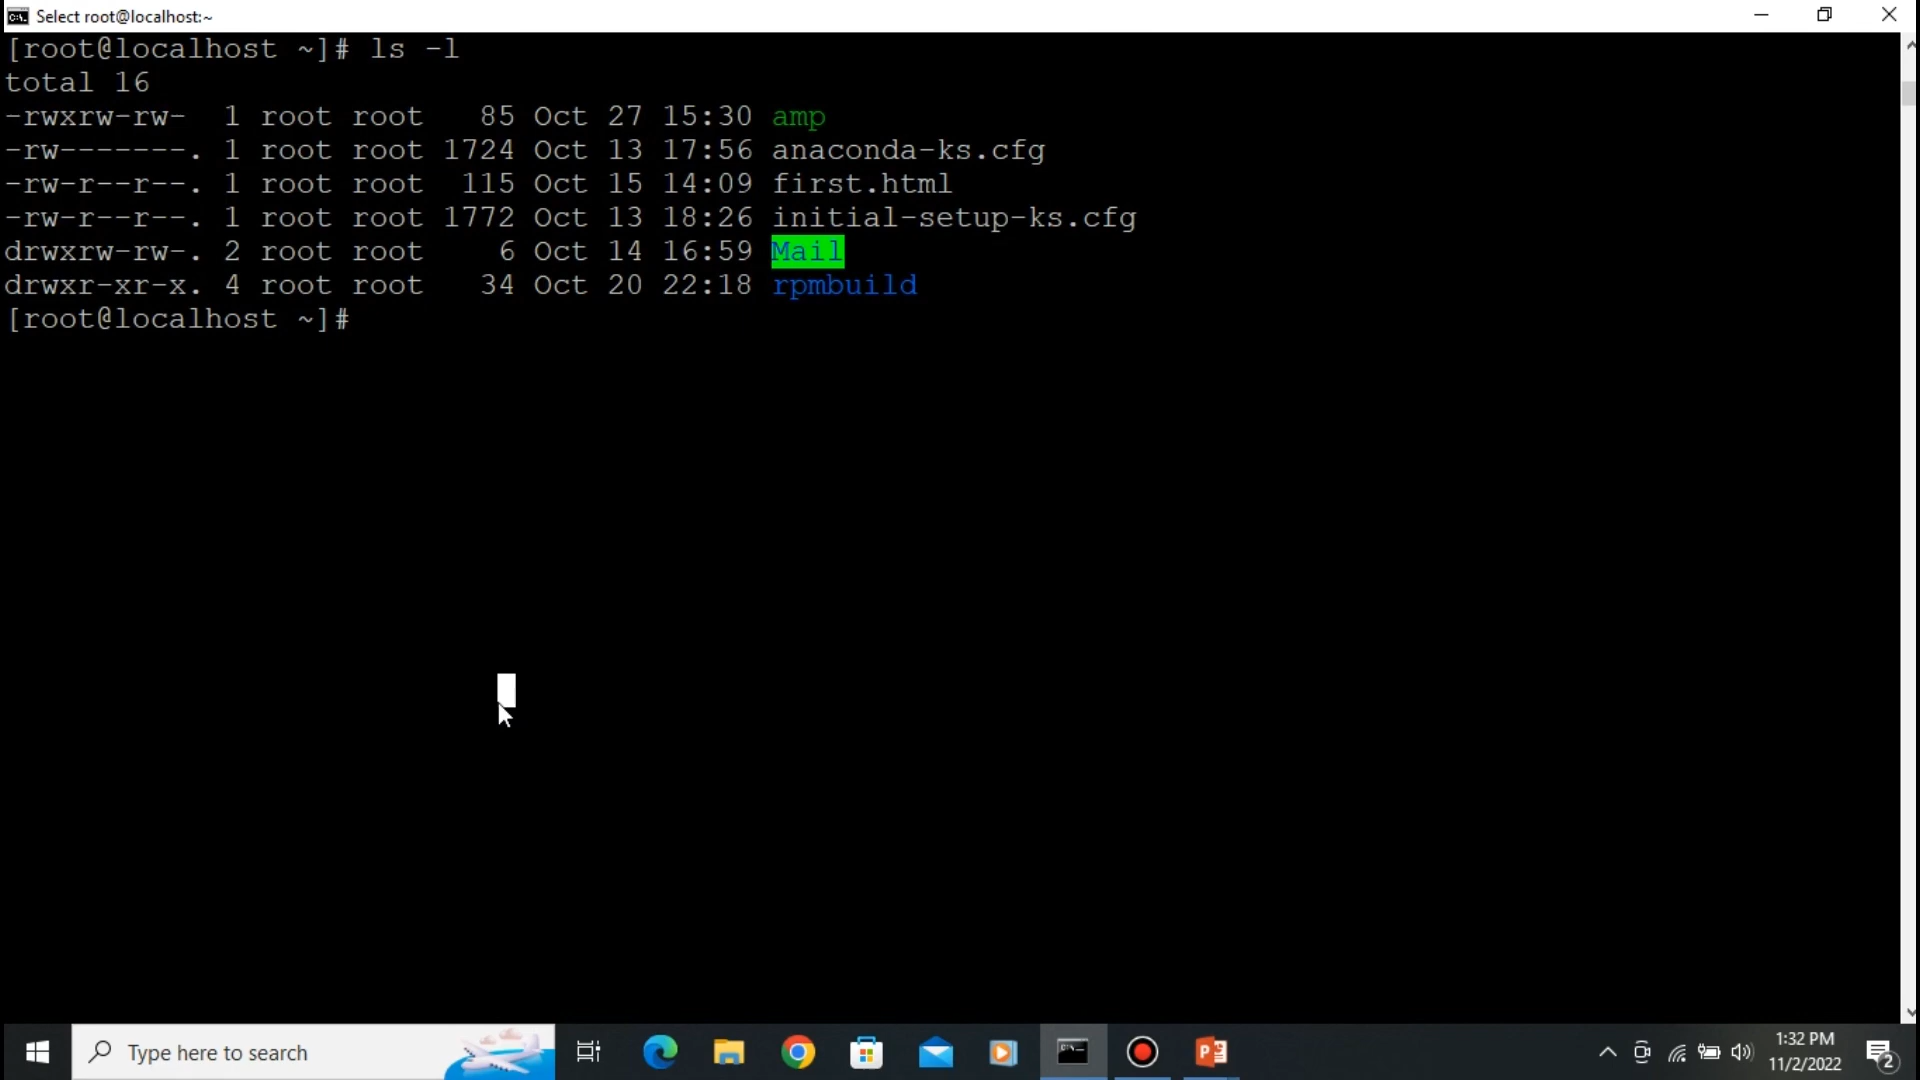 Select root@localhost:~
[root@localhost ~]# ls -l
total 16
-rwxrw-rw-  1 root root   85 Oct 27 15:30 amp
-rw-------. 1 root root 1724 Oct 13 17:56 anaconda-ks.cfg
-rw-r--r--. 1 root root  115 Oct 15 14:09 first.html
-rw-r--r--. 1 root root 1772 Oct 13 18:26 initial-setup-ks.cfg
drwxrw-rw-. 2 root root    6 Oct 14 16:59 Mail
drwxr-xr-x. 4 root root   34 Oct 20 22:18 rpmbuild
[root@localhost ~]#
Type here to search
1:32 PM
11/2/2022
2